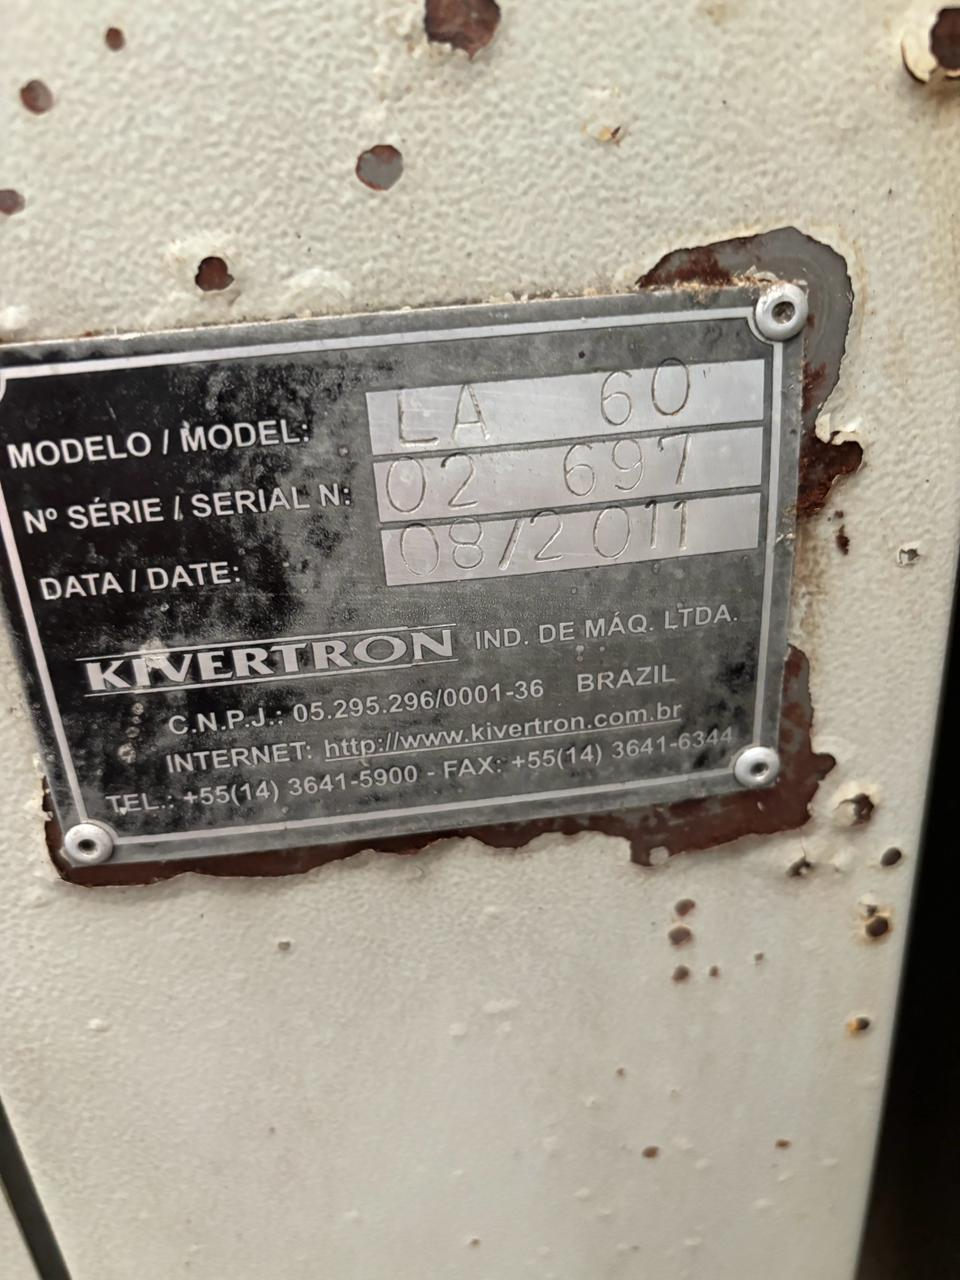 MODELO / MODEL: LA 60
Nº SÉRIE / SERIAL N: 02 697
DATA / DATE: 08/2011
KIVERTRON IND. DE MÁQ. LTDA.
C.N.P.J.: 05.295.296/0001-36 BRAZIL
INTERNET: http://www.kivertron.com.br
TEL.: +55(14) 3641-5900 - FAX: +55(14) 3641-6344